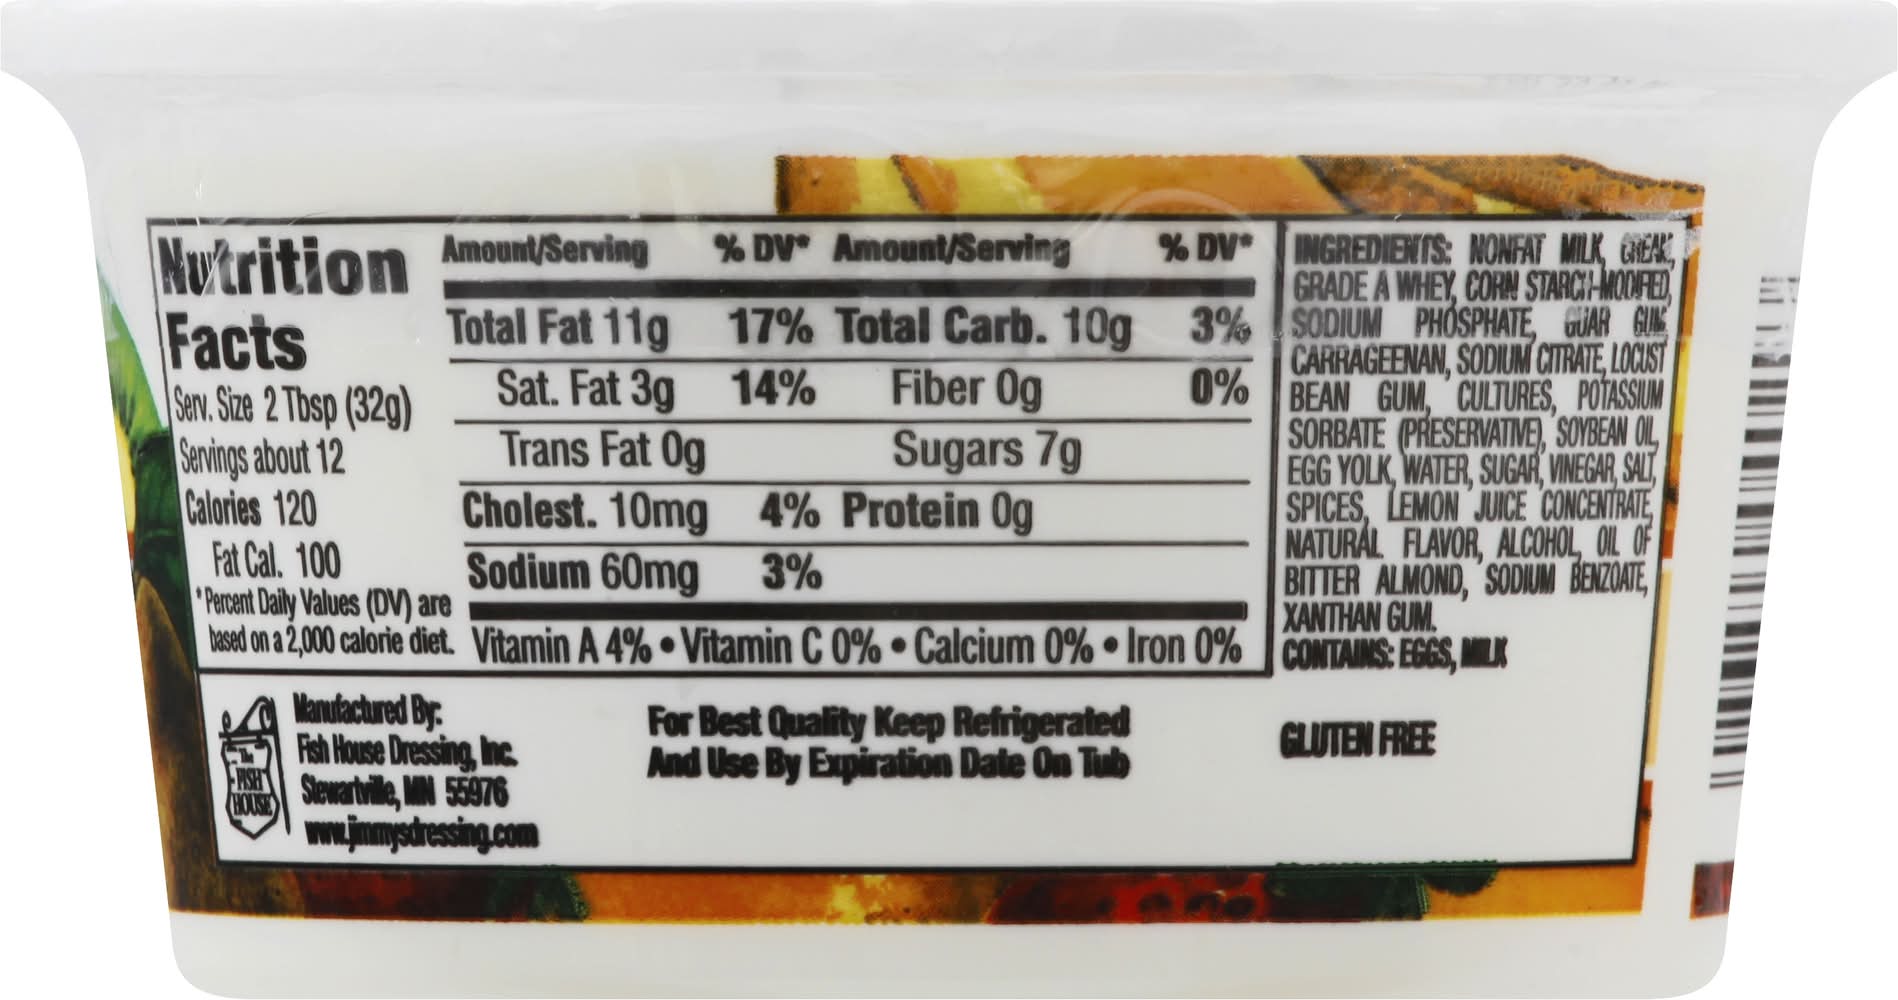 Nutrition
Facts
Serv. Size 2 Tbsp (32g)
Servings about 12
Calories 120
Fat Cal. 100
*Percent Daily Values (DV) are
based on a 2,000 calorie diet.
Amount/Serving % DV* Amount/Serving % DV*
Total Fat 11g 17% Total Carb. 10g 3%
Sat. Fat 3g 14% Fiber 0g 0%
Trans Fat 0g Sugars 7g
Cholest. 10mg 4% Protein 0g
Sodium 60mg 3%
Vitamin A 4% • Vitamin C 0% • Calcium 0% • Iron 0%
INGREDIENTS: NONFAT MILK, CREAM,
GRADE A WHEY, CORN STARCH-MODIFIED,
SODIUM PHOSPHATE, GUAR GUM,
CARRAGEENAN, SODIUM CITRATE, LOCUST
BEAN GUM, CULTURES, POTASSIUM
SORBATE (PRESERVATIVE), SOYBEAN OIL,
EGG YOLK, WATER, SUGAR, VINEGAR, SALT,
SPICES, LEMON JUICE CONCENTRATE,
NATURAL FLAVOR, ALCOHOL, OIL OF
BITTER ALMOND, SODIUM BENZOATE,
XANTHAN GUM.
CONTAINS: EGGS, MILK
The
FISH
HOUSE
Manufactured By:
Fish House Dressing, Inc.
Stewartville, MN 55976
www.jimmysdressing.com
For Best Quality Keep Refrigerated
And Use By Expiration Date On Tub
GLUTEN FREE